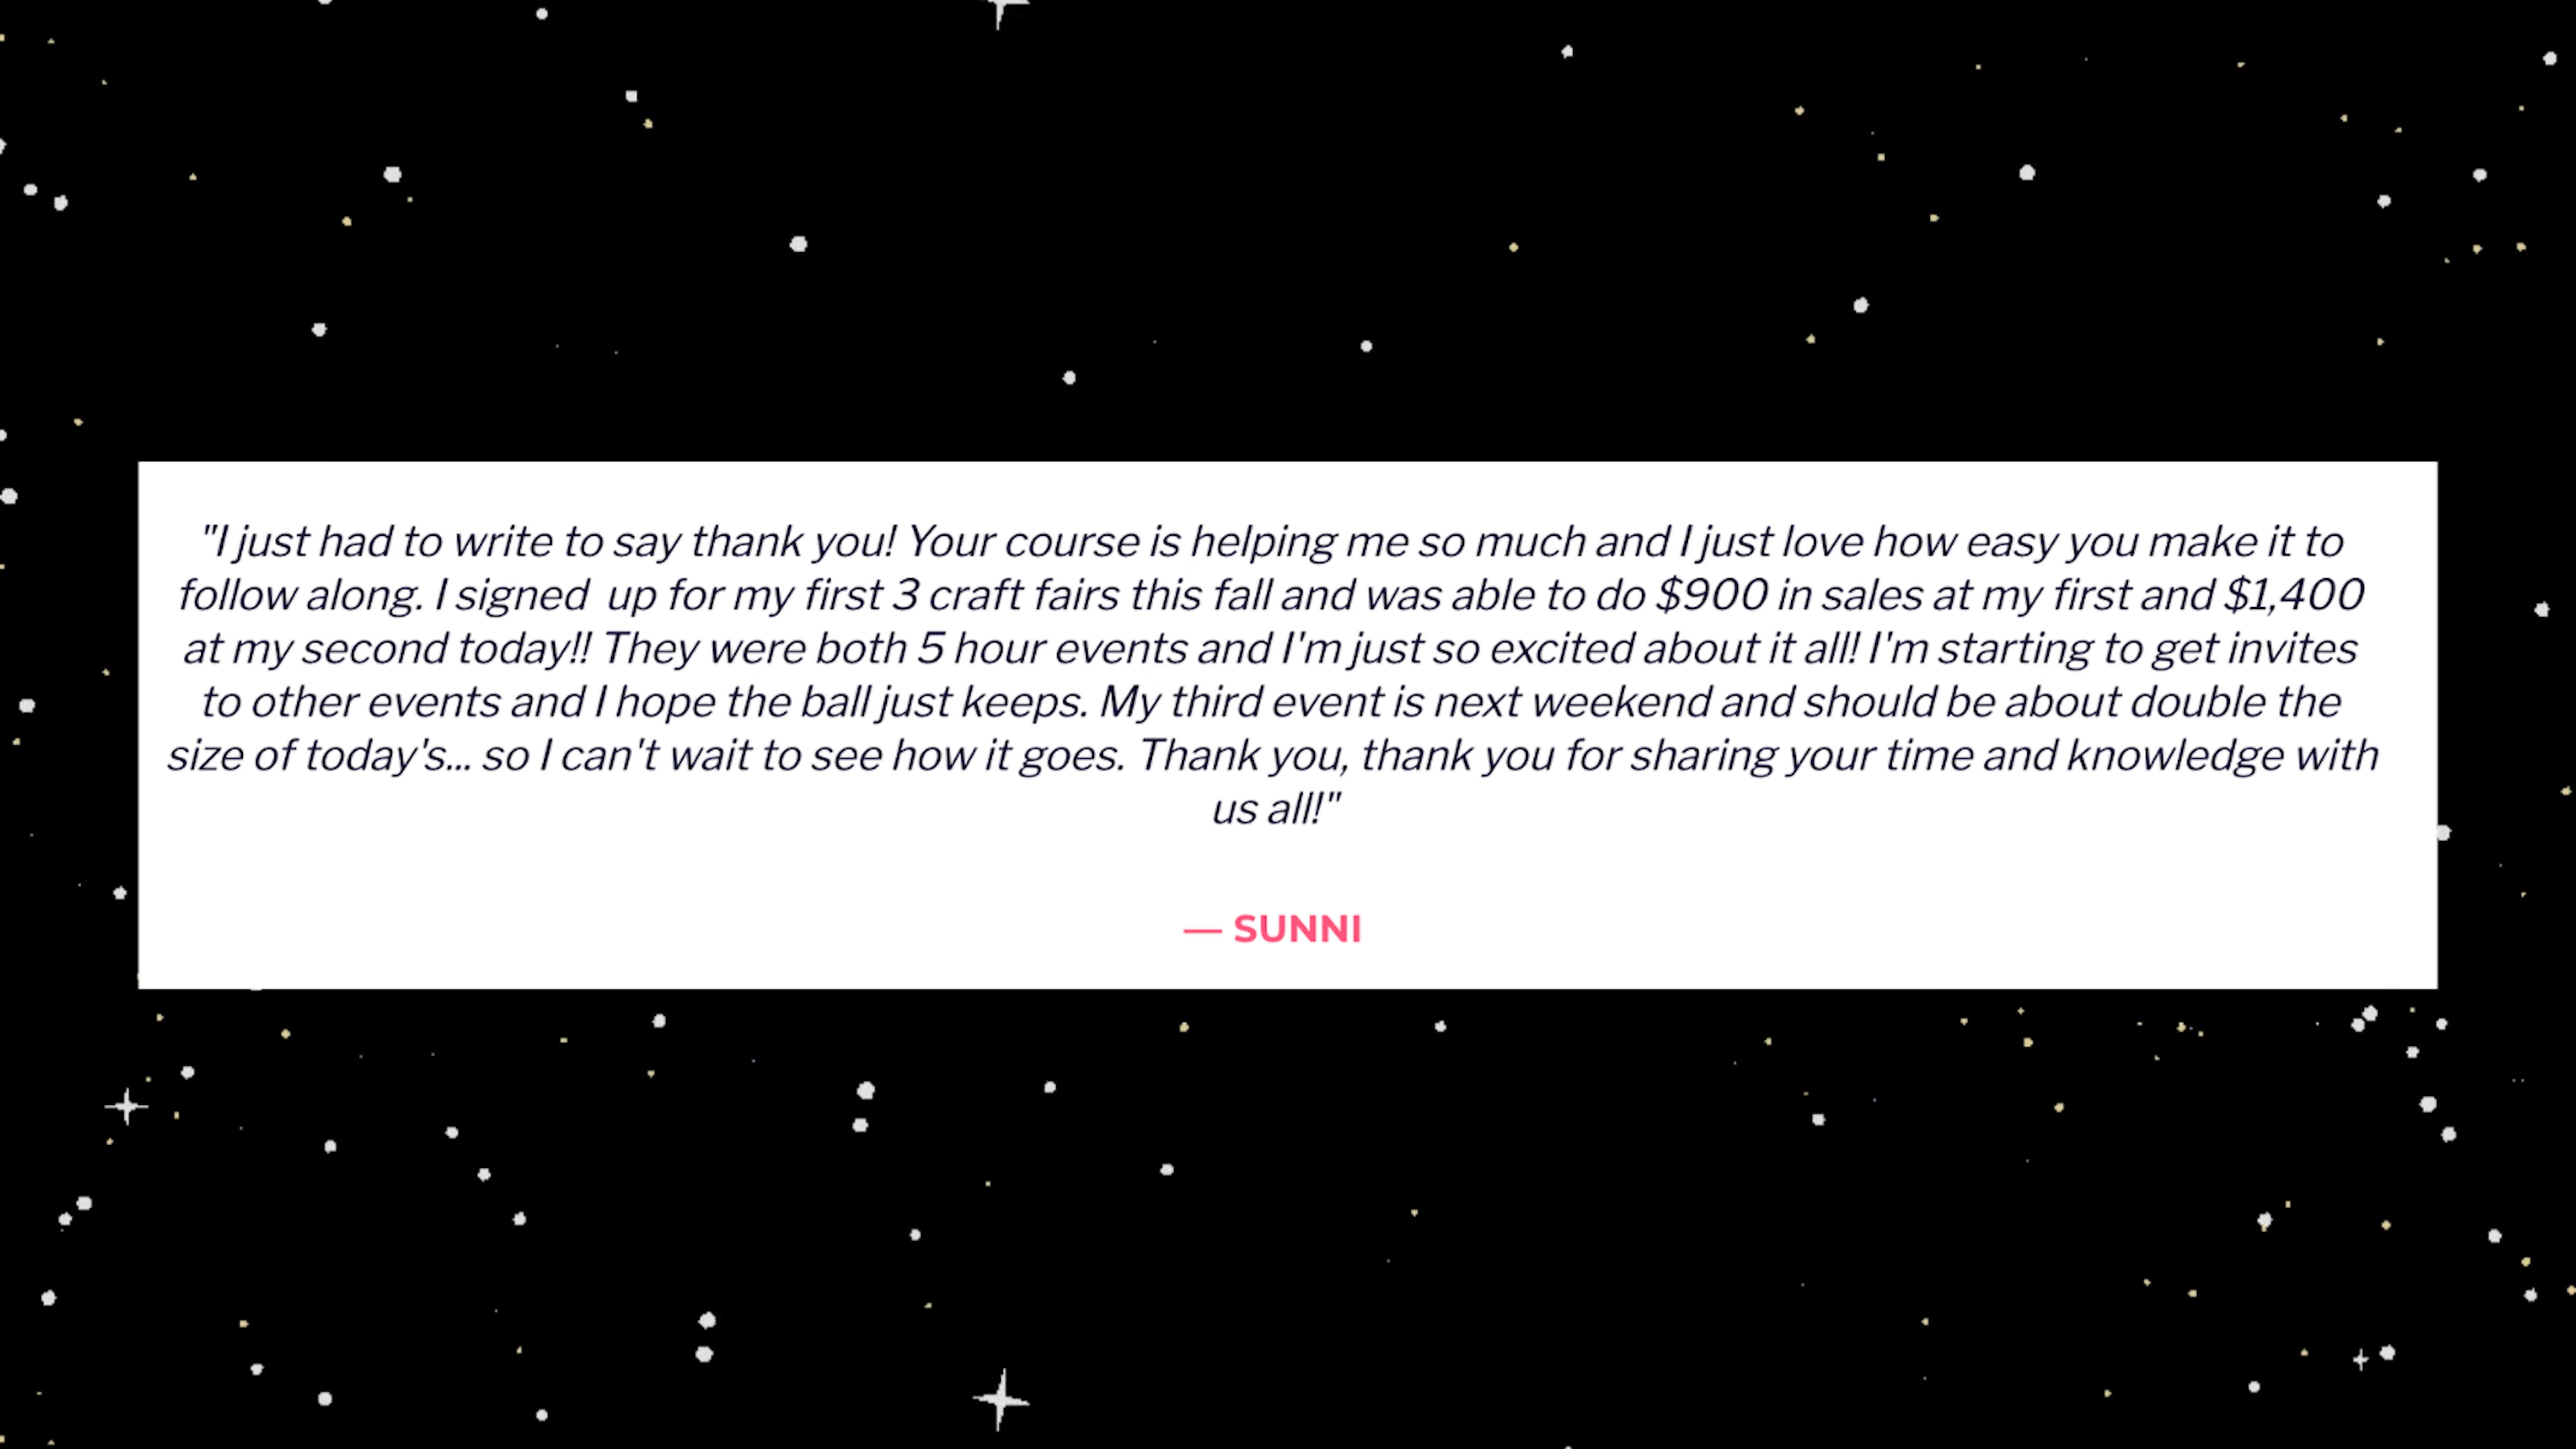 "I just had to write to say thank you! Your course is helping me so much and I just love how easy you make it to
follow along. I signed  up for my first 3 craft fairs this fall and was able to do $900 in sales at my first and $1,400
at my second today!! They were both 5 hour events and I'm just so excited about it all! I'm starting to get invites
to other events and I hope the ball just keeps. My third event is next weekend and should be about double the
size of today's... so I can't wait to see how it goes. Thank you, thank you for sharing your time and knowledge with
us all!"
— SUNNI